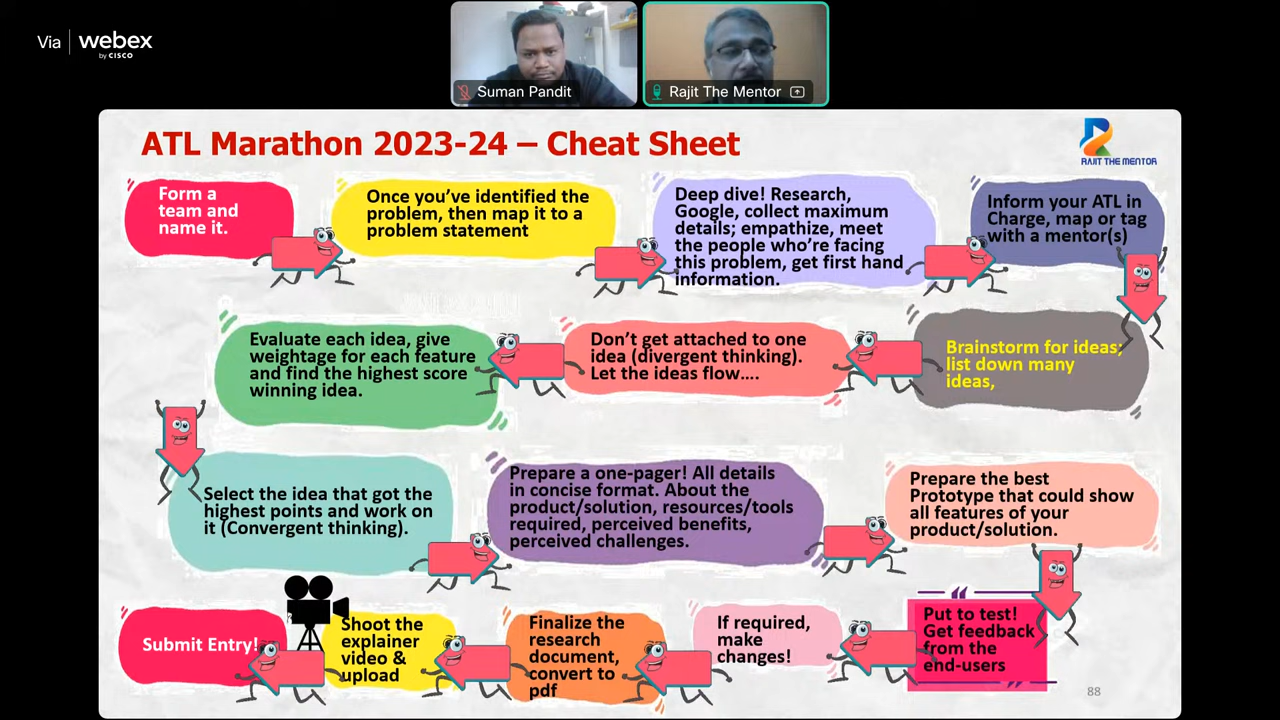 Via webex
by CISCO
Suman Pandit
Rajit The Mentor
ATL Marathon 2023-24 – Cheat Sheet
RAJIT THE MENTOR
Form a
team and
name it.
Once you've identified the
problem, then map it to a
problem statement
Deep dive! Research,
Google, collect maximum
details; empathize, meet
the people who're facing
this problem, get first hand
information.
Inform your ATL in
Charge, map or tag
with a mentor(s)
Brainstorm for ideas;
list down many
ideas,
Don't get attached to one
idea (divergent thinking).
Let the ideas flow....
Evaluate each idea, give
weightage for each feature
and find the highest score
winning idea.
Select the idea that got the
highest points and work on
it (Convergent thinking).
Prepare a one-pager! All details
in concise format. About the
product/solution, resources/tools
required, perceived benefits,
perceived challenges.
Prepare the best
Prototype that could show
all features of your
product/solution.
Put to test!
Get feedback
from the
end-users
If required,
make
changes!
Finalize the
research
document,
convert to
pdf
Shoot the
explainer
video &
upload
Submit Entry!
88